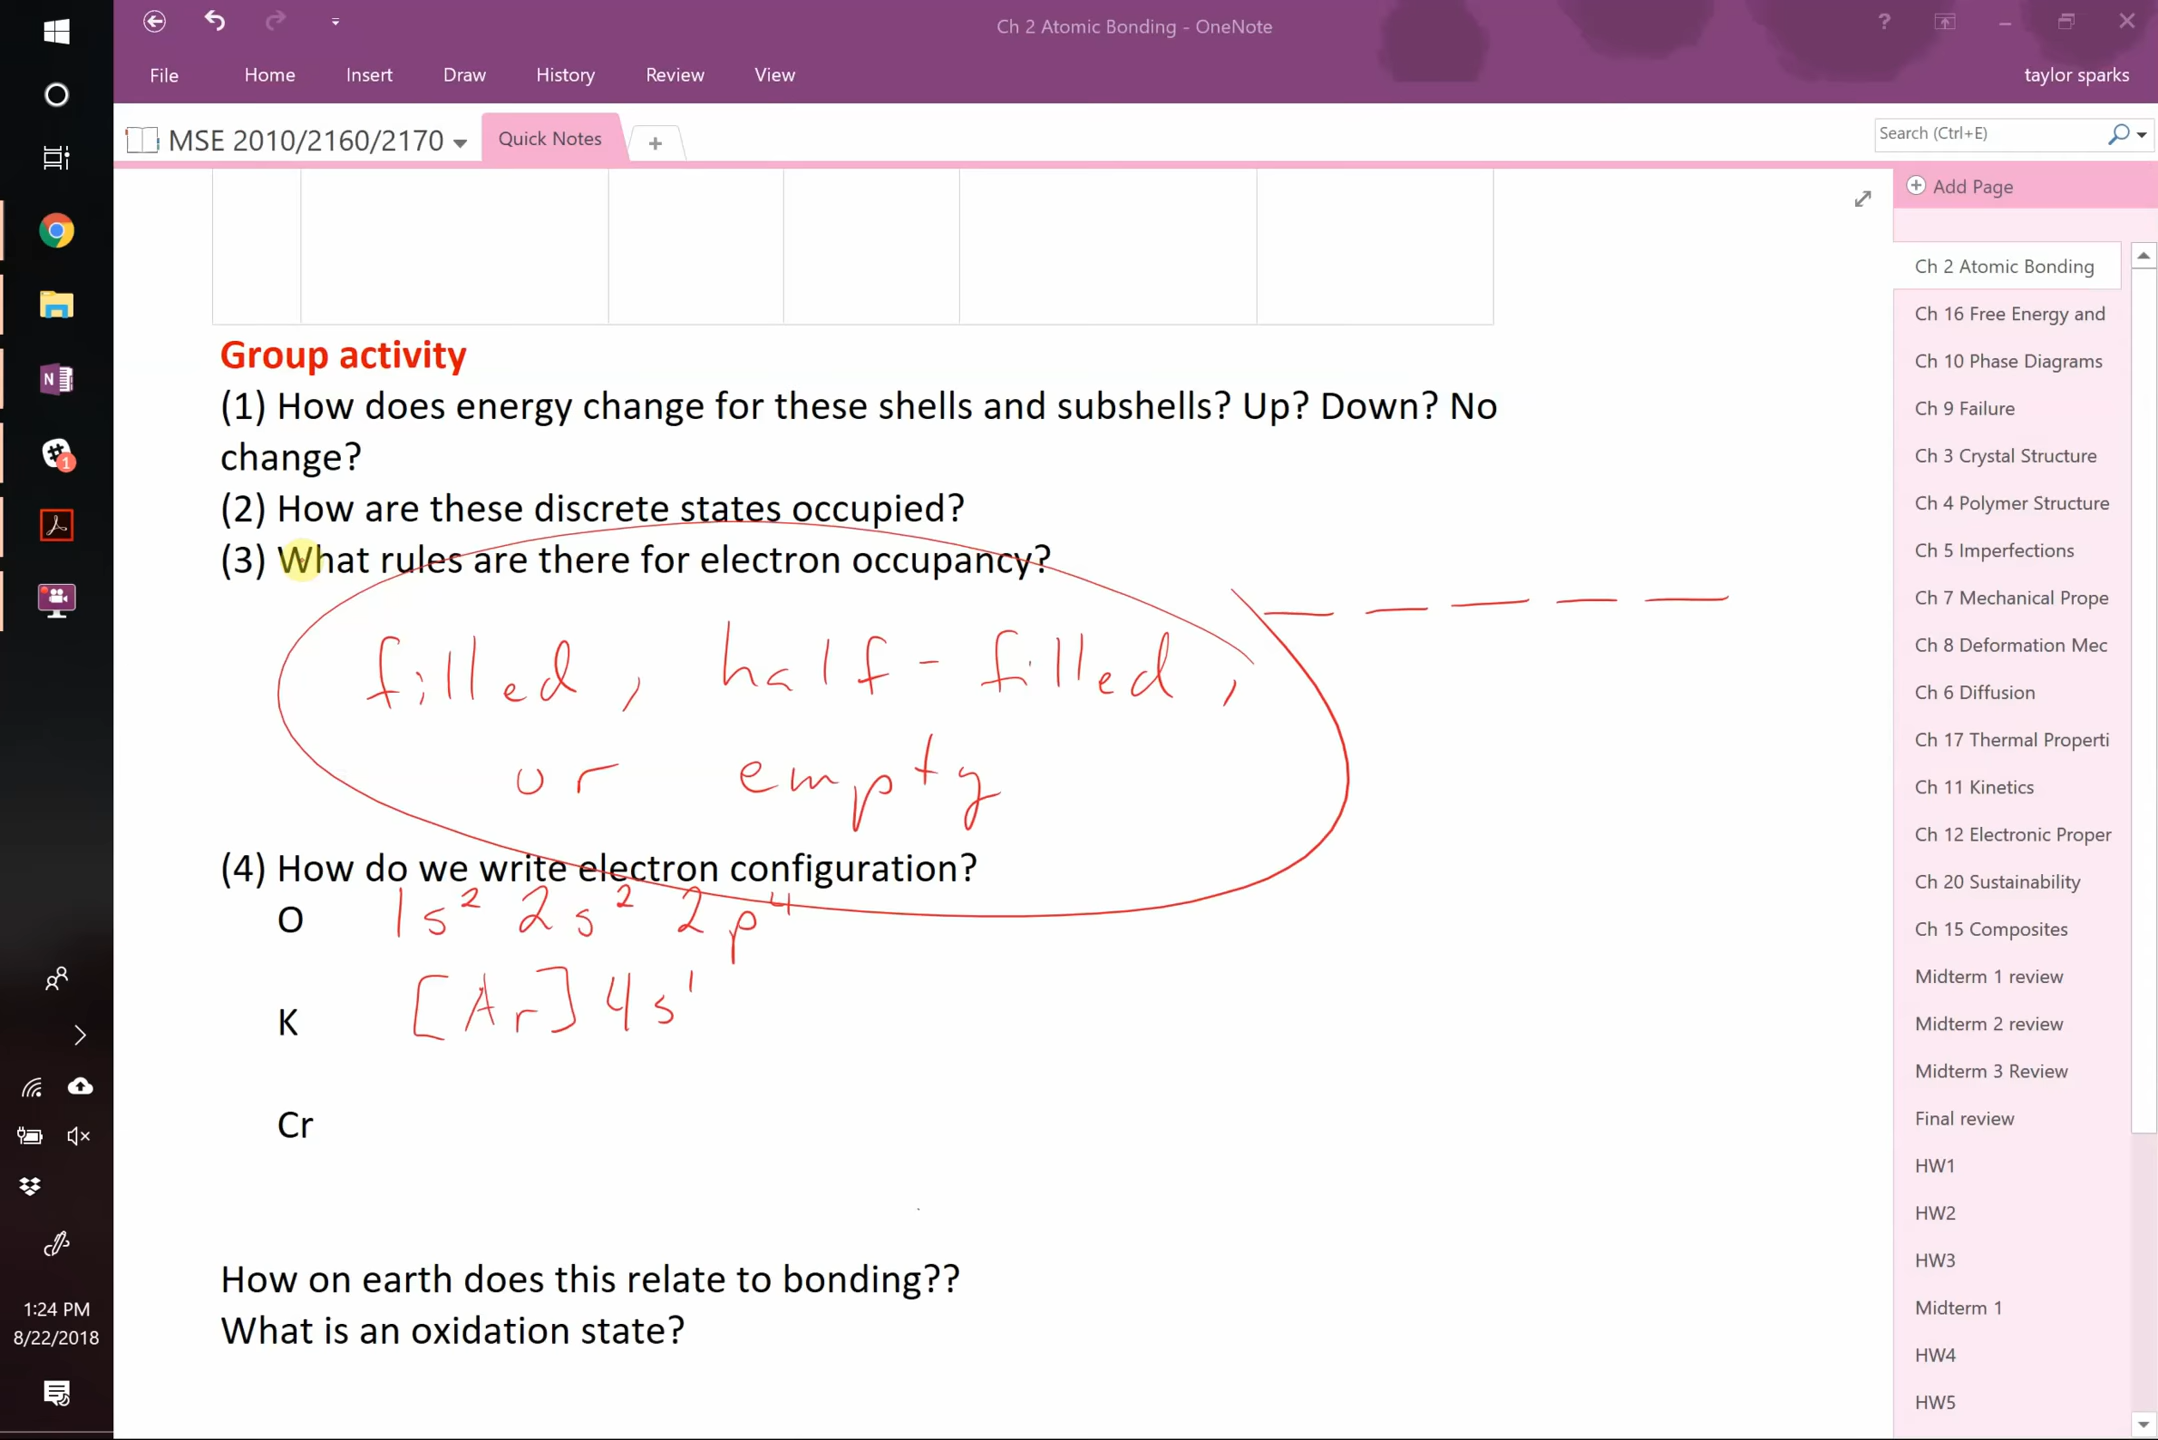 Ch 2 Atomic Bonding - OneNote
?
File Home Insert Draw History Review View
taylor sparks
MSE 2010/2160/2170
Quick Notes
+
Search (Ctrl+E)
Add Page
Group activity
(1) How does energy change for these shells and subshells? Up? Down? No
change?
(2) How are these discrete states occupied?
(3) What rules are there for electron occupancy?
filled, half-filled,
or empty
(4) How do we write electron configuration?
O 1s² 2s² 2p⁴
K [Ar] 4s¹
Cr
How on earth does this relate to bonding??
What is an oxidation state?
Ch 2 Atomic Bonding
Ch 16 Free Energy and
Ch 10 Phase Diagrams
Ch 9 Failure
Ch 3 Crystal Structure
Ch 4 Polymer Structure
Ch 5 Imperfections
Ch 7 Mechanical Prope
Ch 8 Deformation Mec
Ch 6 Diffusion
Ch 17 Thermal Properti
Ch 11 Kinetics
Ch 12 Electronic Proper
Ch 20 Sustainability
Ch 15 Composites
Midterm 1 review
Midterm 2 review
Midterm 3 Review
Final review
HW1
HW2
HW3
Midterm 1
HW4
HW5
N
1
1:24 PM
8/22/2018